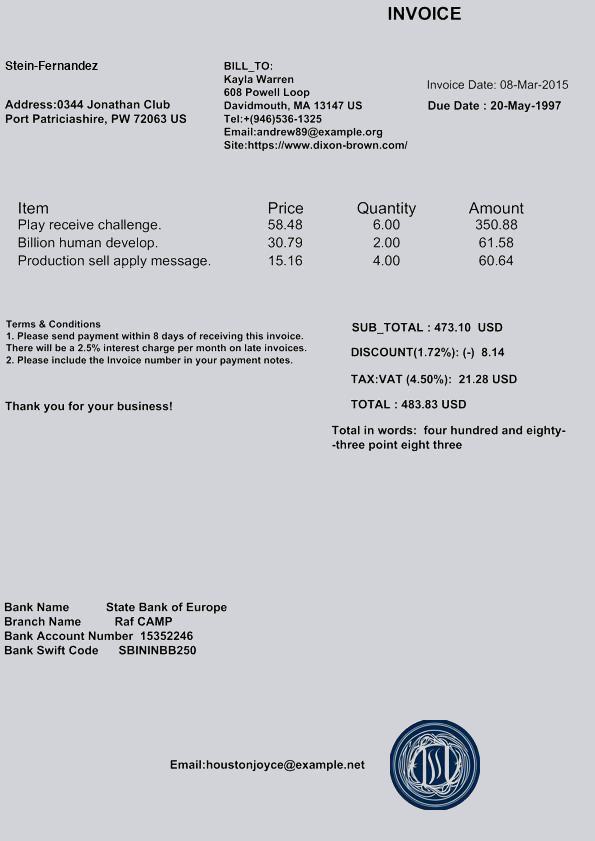 INVOICE
Stein-Fernandez
Address:0344 Jonathan Club
Port Patriciashire, PW 72063 US
BILL_TO:
Kayla Warren
608 Powell Loop
Davidmouth, MA 13147 US
Tel:+(946)536-1325
Email:andrew89@example.org
Site:https://www.dixon-brown.com/
Invoice Date: 08-Mar-2015
Due Date : 20-May-1997
Item Price Quantity Amount
Play receive challenge. 58.48 6.00 350.88
Billion human develop. 30.79 2.00 61.58
Production sell apply message. 15.16 4.00 60.64
Terms & Conditions
1. Please send payment within 8 days of receiving this invoice.
There will be a 2.5% interest charge per month on late invoices.
2. Please include the Invoice number in your payment notes.
Thank you for your business!
SUB_TOTAL : 473.10 USD
DISCOUNT(1.72%): (-) 8.14
TAX:VAT (4.50%): 21.28 USD
TOTAL : 483.83 USD
Total in words: four hundred and eighty-
-three point eight three
Bank Name State Bank of Europe
Branch Name Raf CAMP
Bank Account Number 15352246
Bank Swift Code SBININBB250
Email:houstonjoyce@example.net